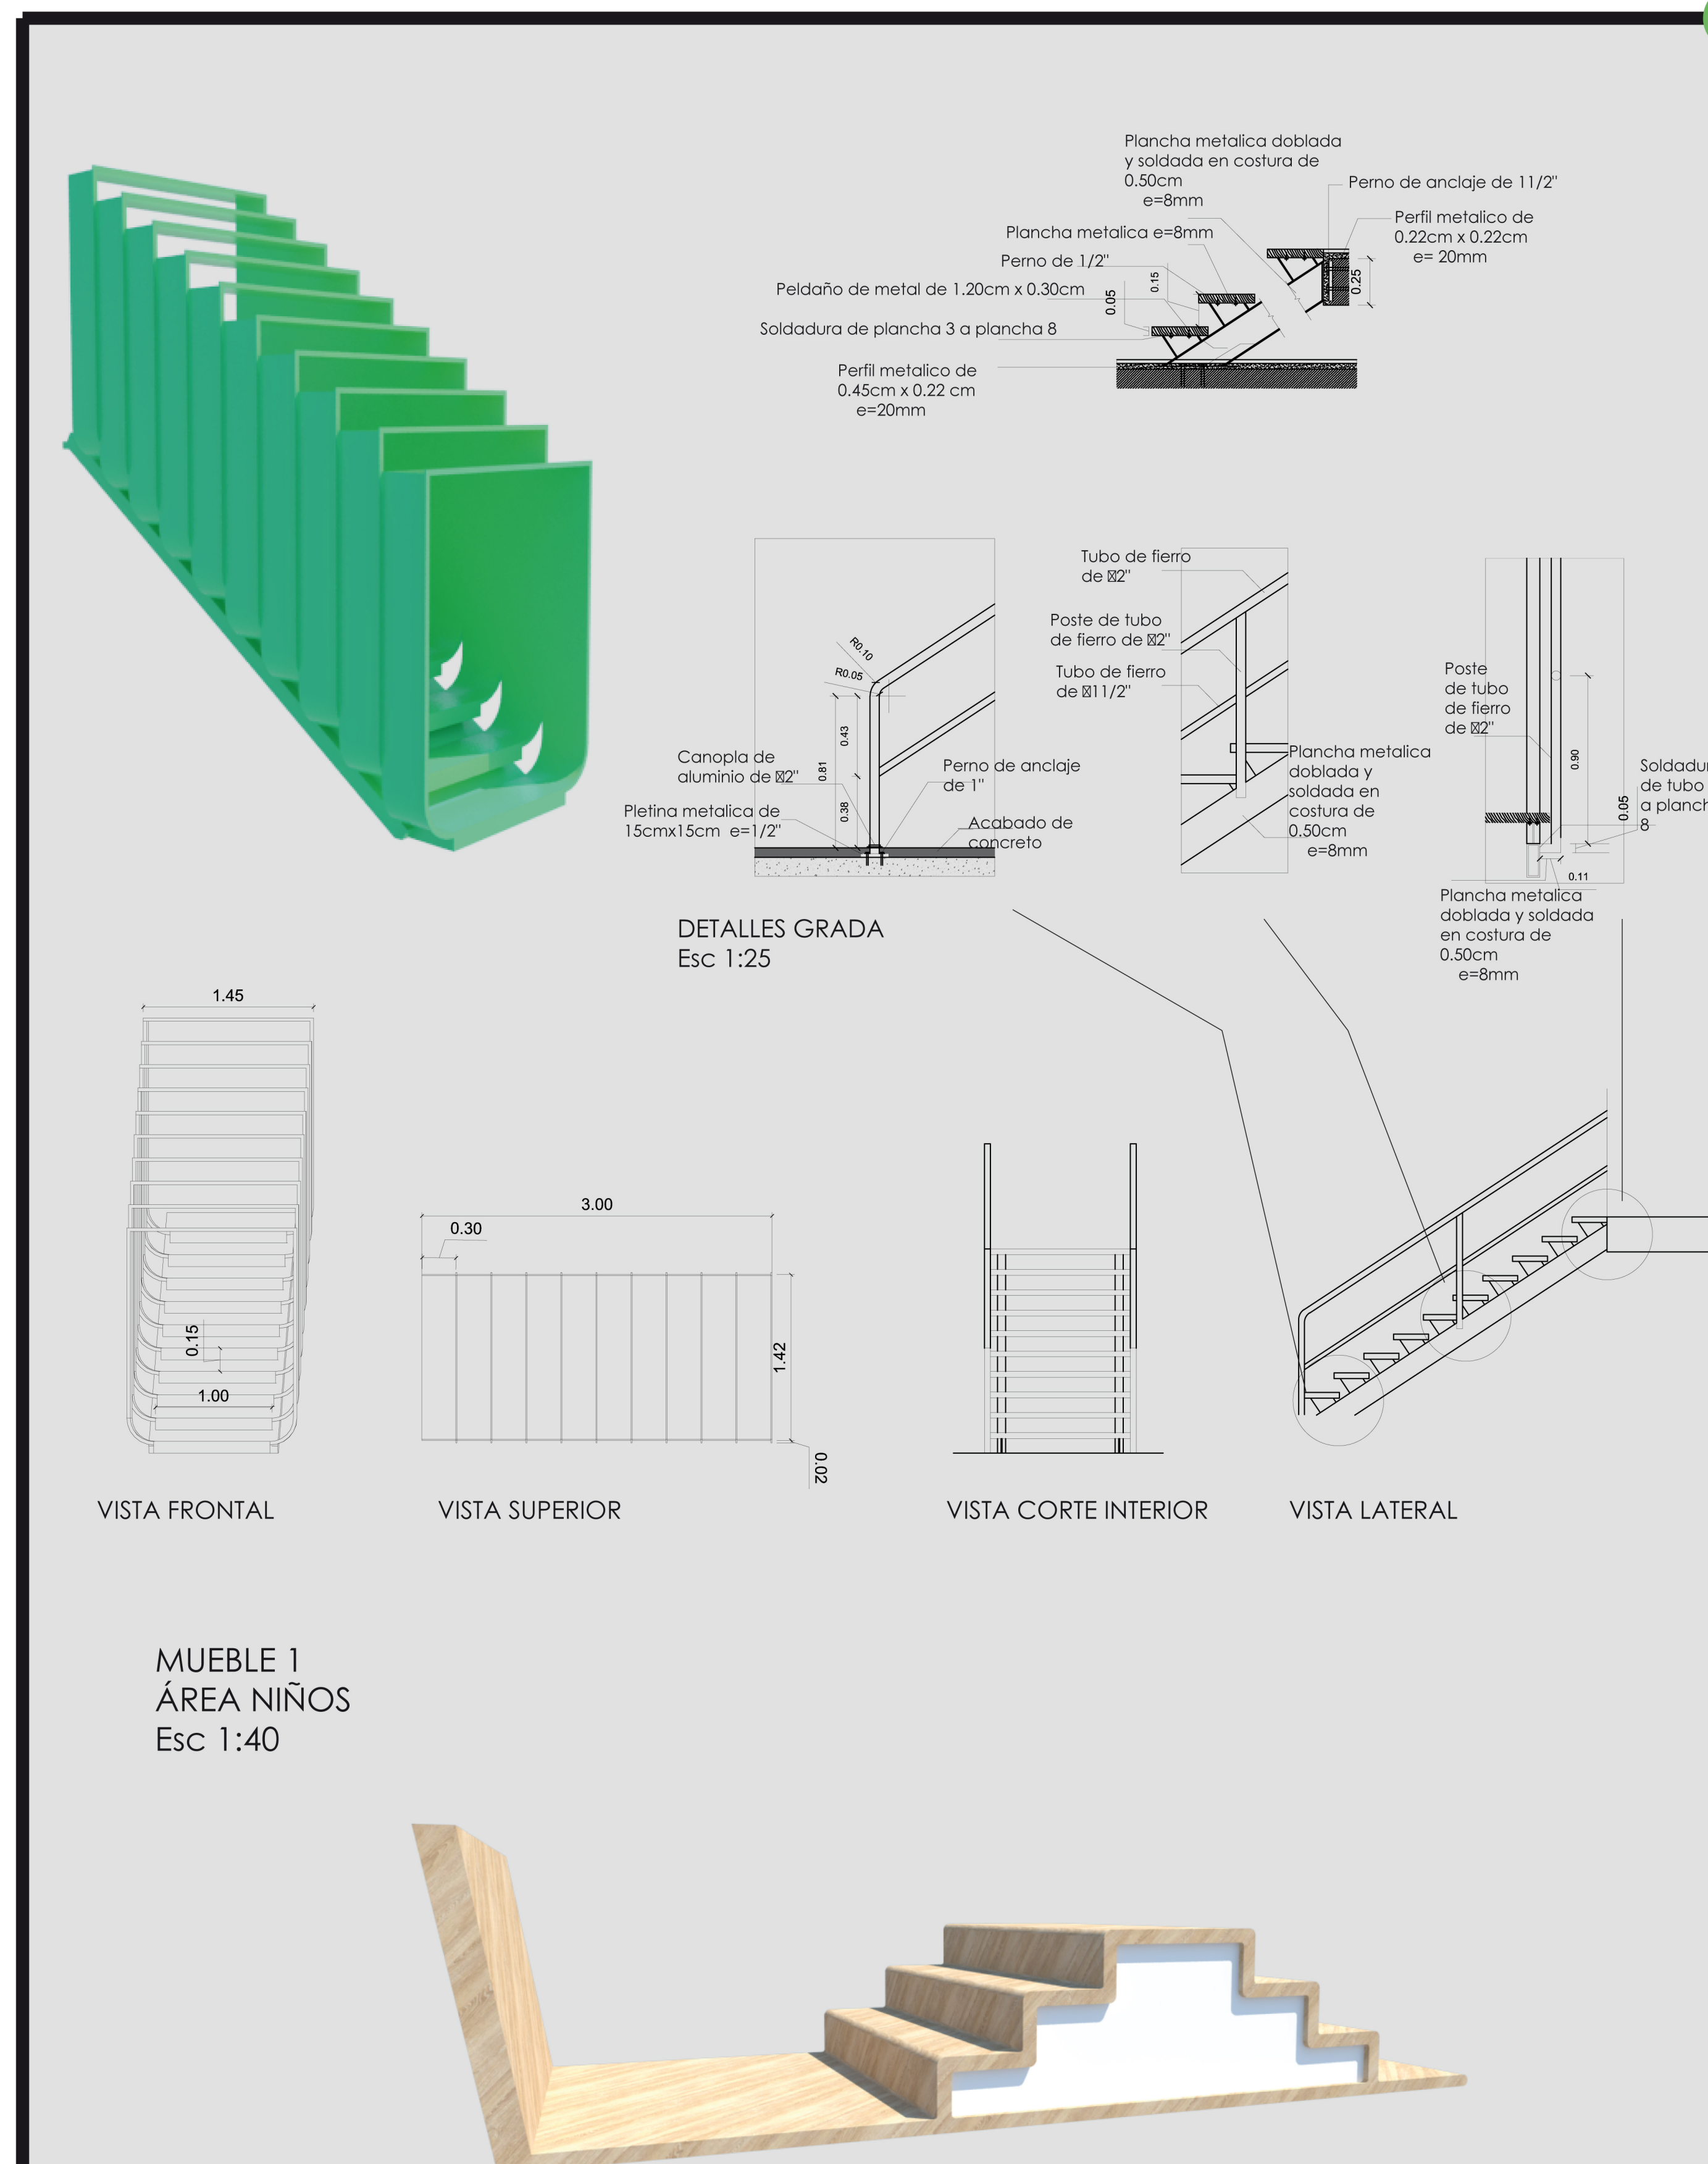 Plancha metalica doblada
y soldada en costura de
0.50cm
e=8mm
Perno de anclaje de 11/2"
Perfil metalico de
0.22cm x 0.22cm
e= 20mm
Plancha metalica e=8mm
Perno de 1/2"
Peldaño de metal de 1.20cm x 0.30cm
Soldadura de plancha 3 a plancha 8
Perfil metalico de
0.45cm x 0.22 cm
e=20mm
0.05
0.15
0.25
R0.10
R0.05
0.43
0.81
0.38
Canopla de
aluminio de 2"
Pletina metalica de
15cmx15cm e=1/2"
Perno de anclaje
de 1"
Acabado de
concreto
Tubo de fierro
de 2"
Poste de tubo
de fierro de 2"
Tubo de fierro
de 11/2"
Plancha metalica
doblada y
soldada en
costura de
0.50cm
e=8mm
Poste
de tubo
de fierro
de 2"
0.90
0.05
0.11
Soldadur
de tubo
a planch
8
Plancha metalica
doblada y soldada
en costura de
0.50cm
e=8mm
DETALLES GRADA
Esc 1:25
1.45
0.15
1.00
3.00
0.30
1.42
0.02
VISTA FRONTAL
VISTA SUPERIOR
VISTA CORTE INTERIOR
VISTA LATERAL
MUEBLE 1
ÁREA NIÑOS
Esc 1:40